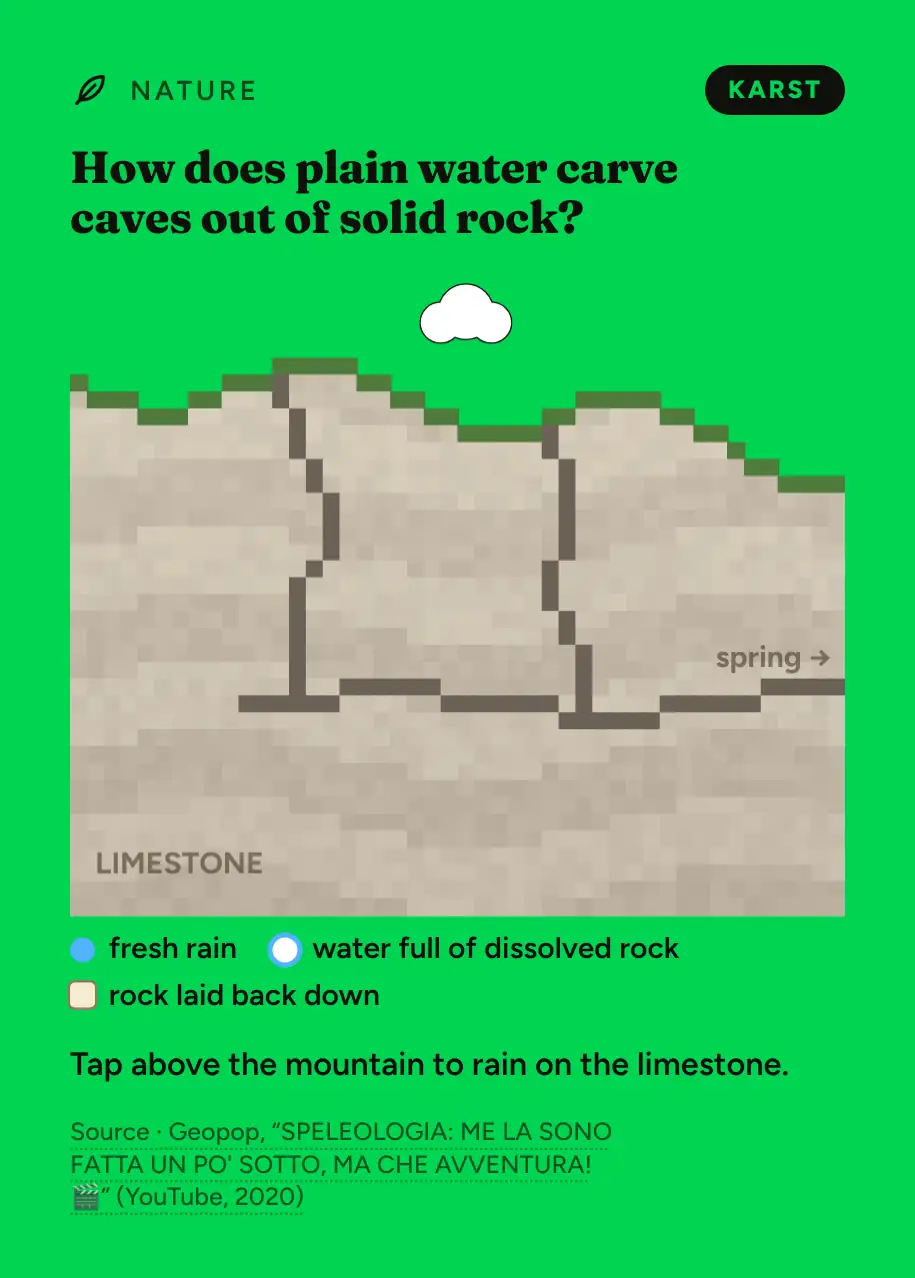 NATURE
KARST
How does plain water carve
caves out of solid rock?
spring →
LIMESTONE
fresh rain
water full of dissolved rock
rock laid back down
Tap above the mountain to rain on the limestone.
Source · Geopop, “SPELEOLOGIA: ME LA SONO
FATTA UN PO' SOTTO, MA CHE AVVENTURA!
🎬” (YouTube, 2020)